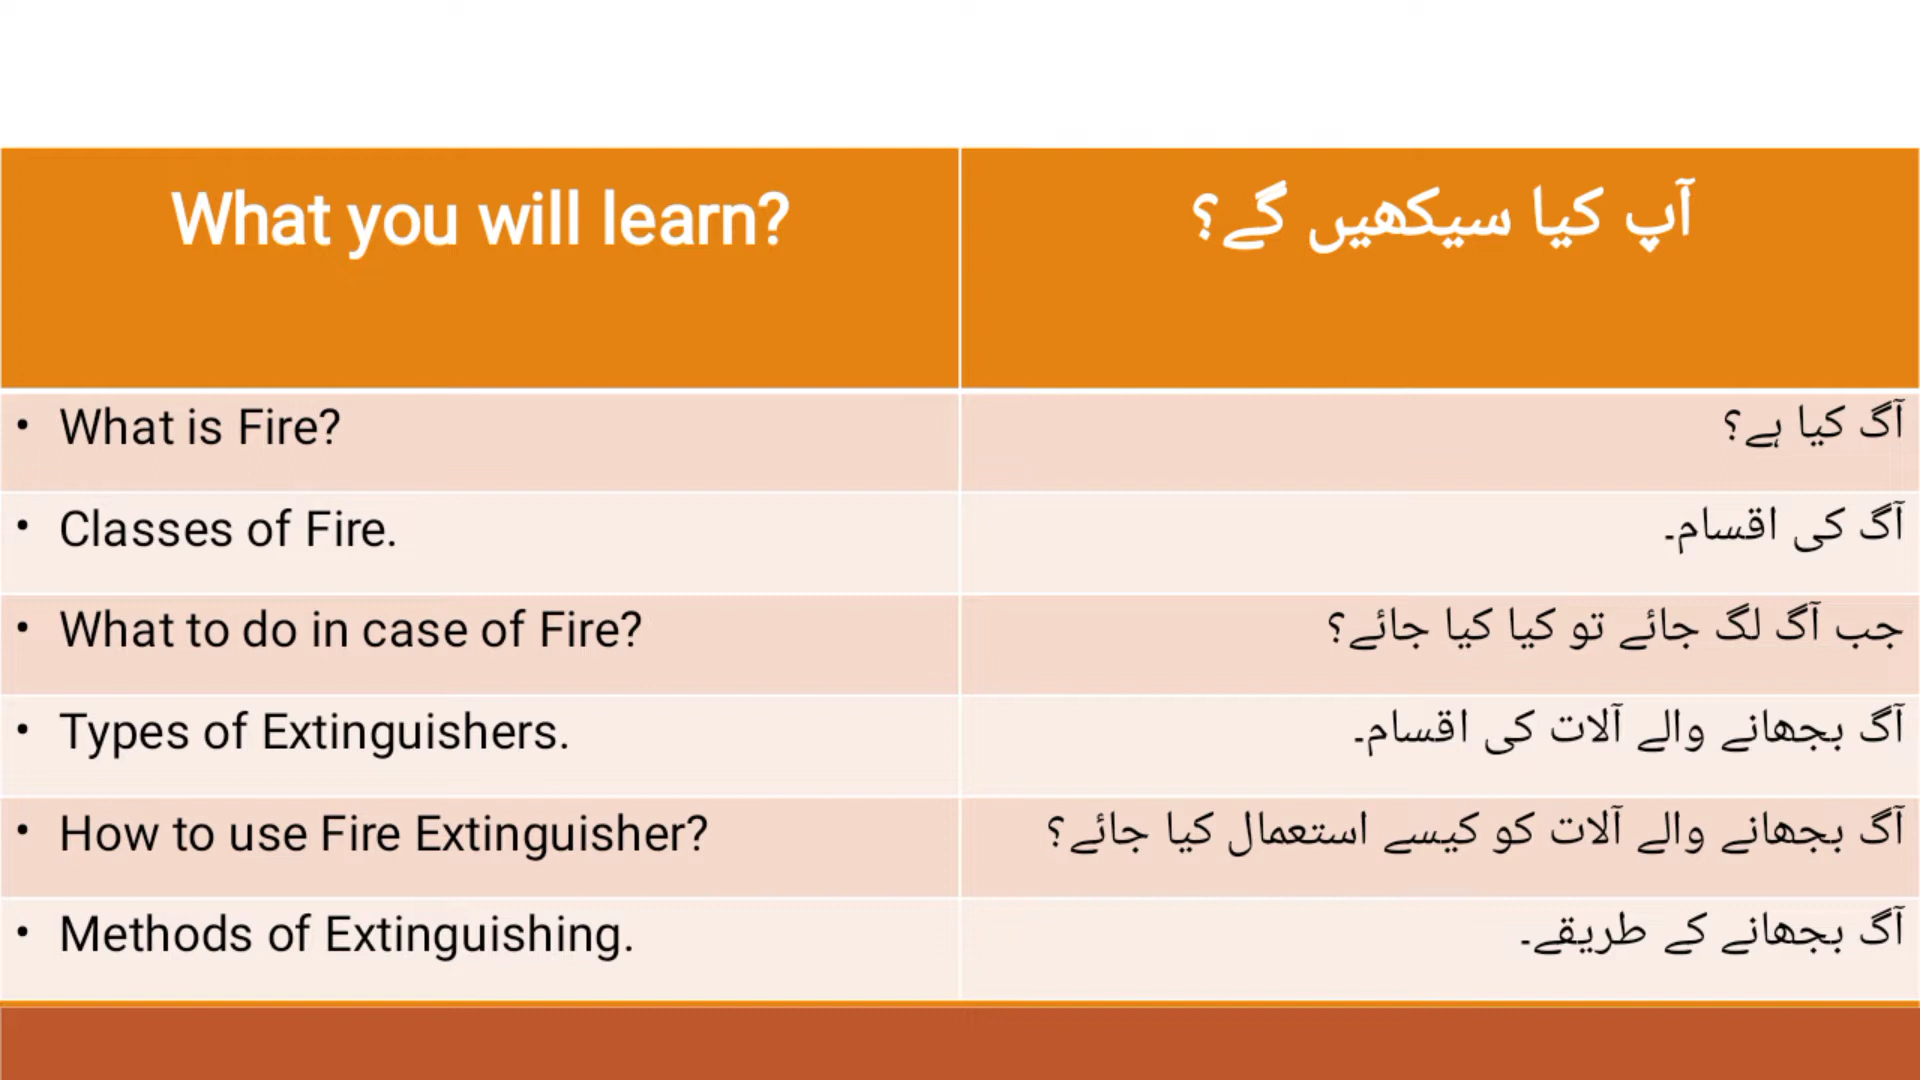 What you will learn?
آپ کیا سیکھیں گے؟
• What is Fire?
آگ کیا ہے؟
• Classes of Fire.
آگ کی اقسام۔
• What to do in case of Fire?
جب آگ لگ جائے تو کیا کیا جائے؟
• Types of Extinguishers.
آگ بجھانے والے آلات کی اقسام۔
• How to use Fire Extinguisher?
آگ بجھانے والے آلات کو کیسے استعمال کیا جائے؟
• Methods of Extinguishing.
آگ بجھانے کے طریقے۔